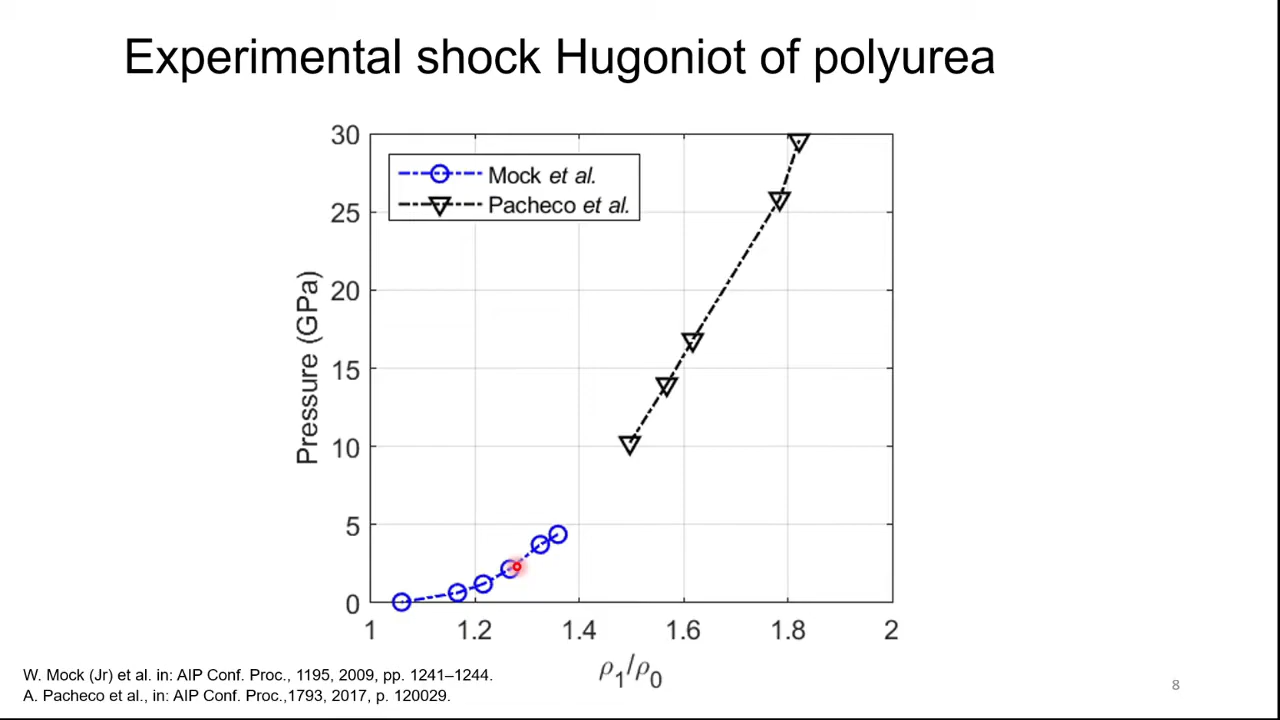 Experimental shock Hugoniot of polyurea
30
25
20
15
10
5
0
Pressure (GPa)
Mock et al.
Pacheco et al.
1 1.2 1.4 1.6 1.8 2
ρ1/ρ0
W. Mock (Jr) et al. in: AIP Conf. Proc., 1195, 2009, pp. 1241–1244.
A. Pacheco et al., in: AIP Conf. Proc.,1793, 2017, p. 120029.
8